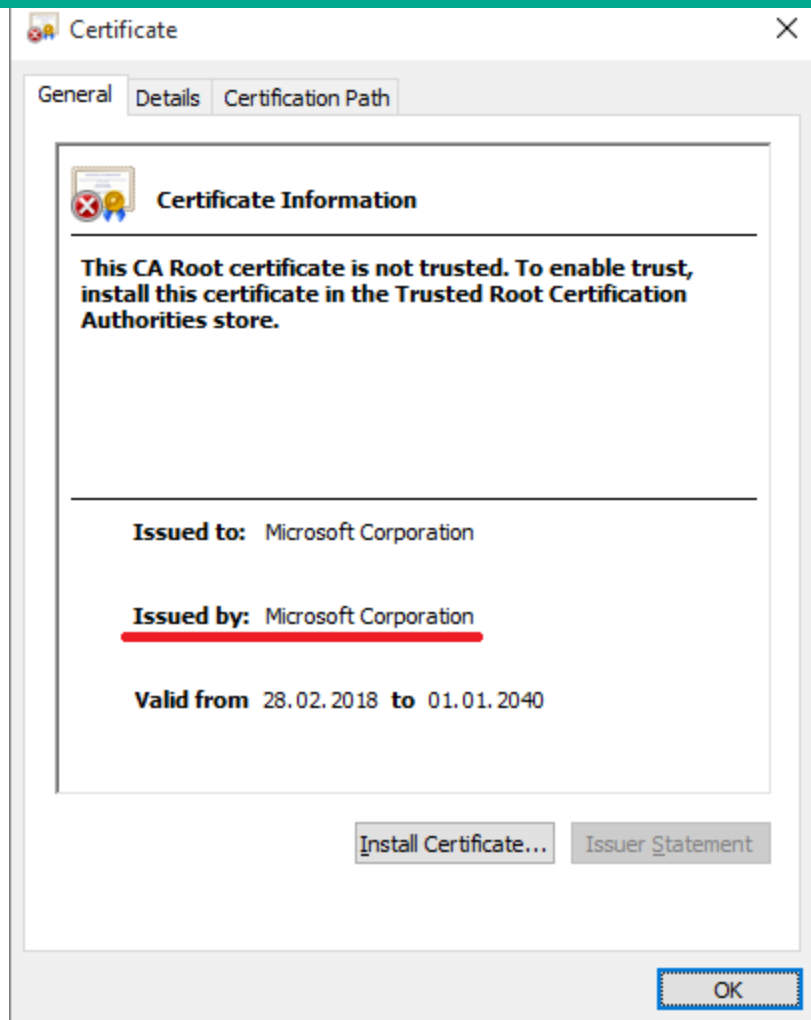 Certificate
General Details Certification Path
Certificate Information
This CA Root certificate is not trusted. To enable trust,
install this certificate in the Trusted Root Certification
Authorities store.
Issued to: Microsoft Corporation
Issued by: Microsoft Corporation
Valid from 28.02.2018 to 01.01.2040
Install Certificate... Issuer Statement
OK